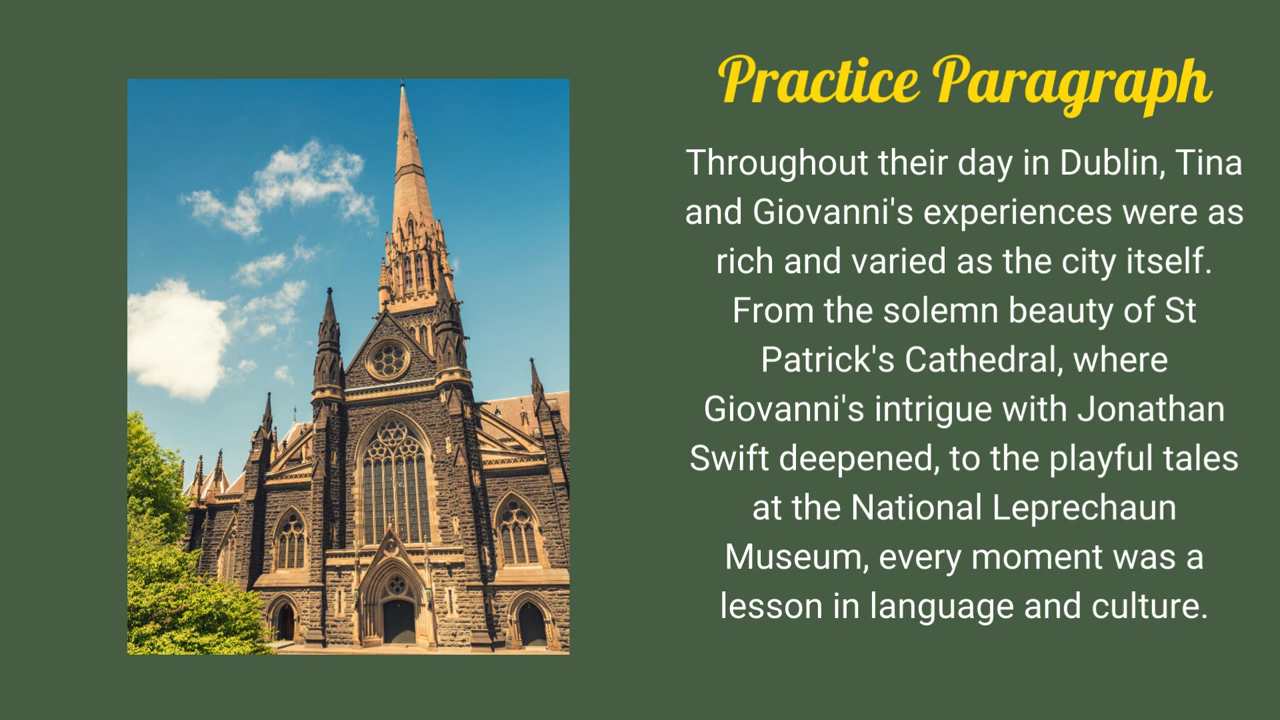 Practice Paragraph
Throughout their day in Dublin, Tina
and Giovanni's experiences were as
rich and varied as the city itself.
From the solemn beauty of St
Patrick's Cathedral, where
Giovanni's intrigue with Jonathan
Swift deepened, to the playful tales
at the National Leprechaun
Museum, every moment was a
lesson in language and culture.